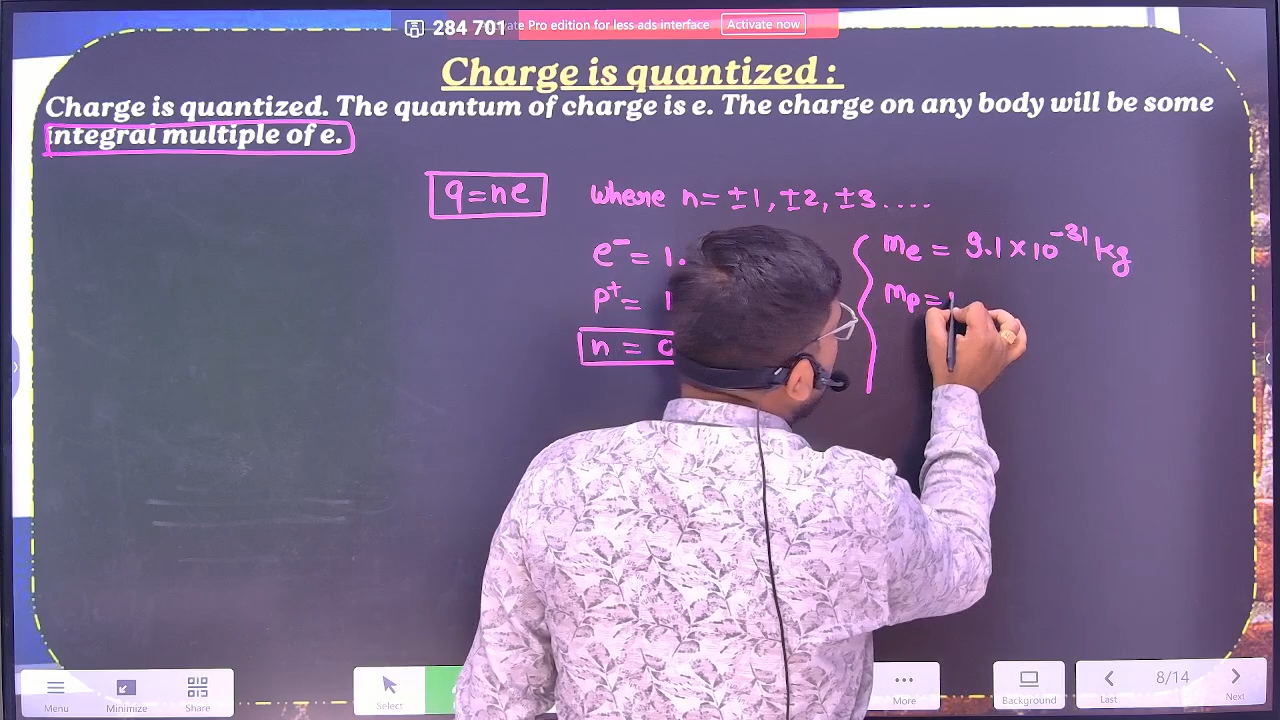 284 701
ate Pro edition for less ads interface
Activate now
Charge is quantized :
Charge is quantized. The quantum of charge is e. The charge on any body will be some
integral multiple of e.
q=ne where n= ±1, ±2, ±3....
e⁻ = 1.
me = 9.1×10⁻³¹ kg
p⁺ = 1
mp =
n =
Menu
Minimize
Share
Select
More
Background
Last
8/14
Next